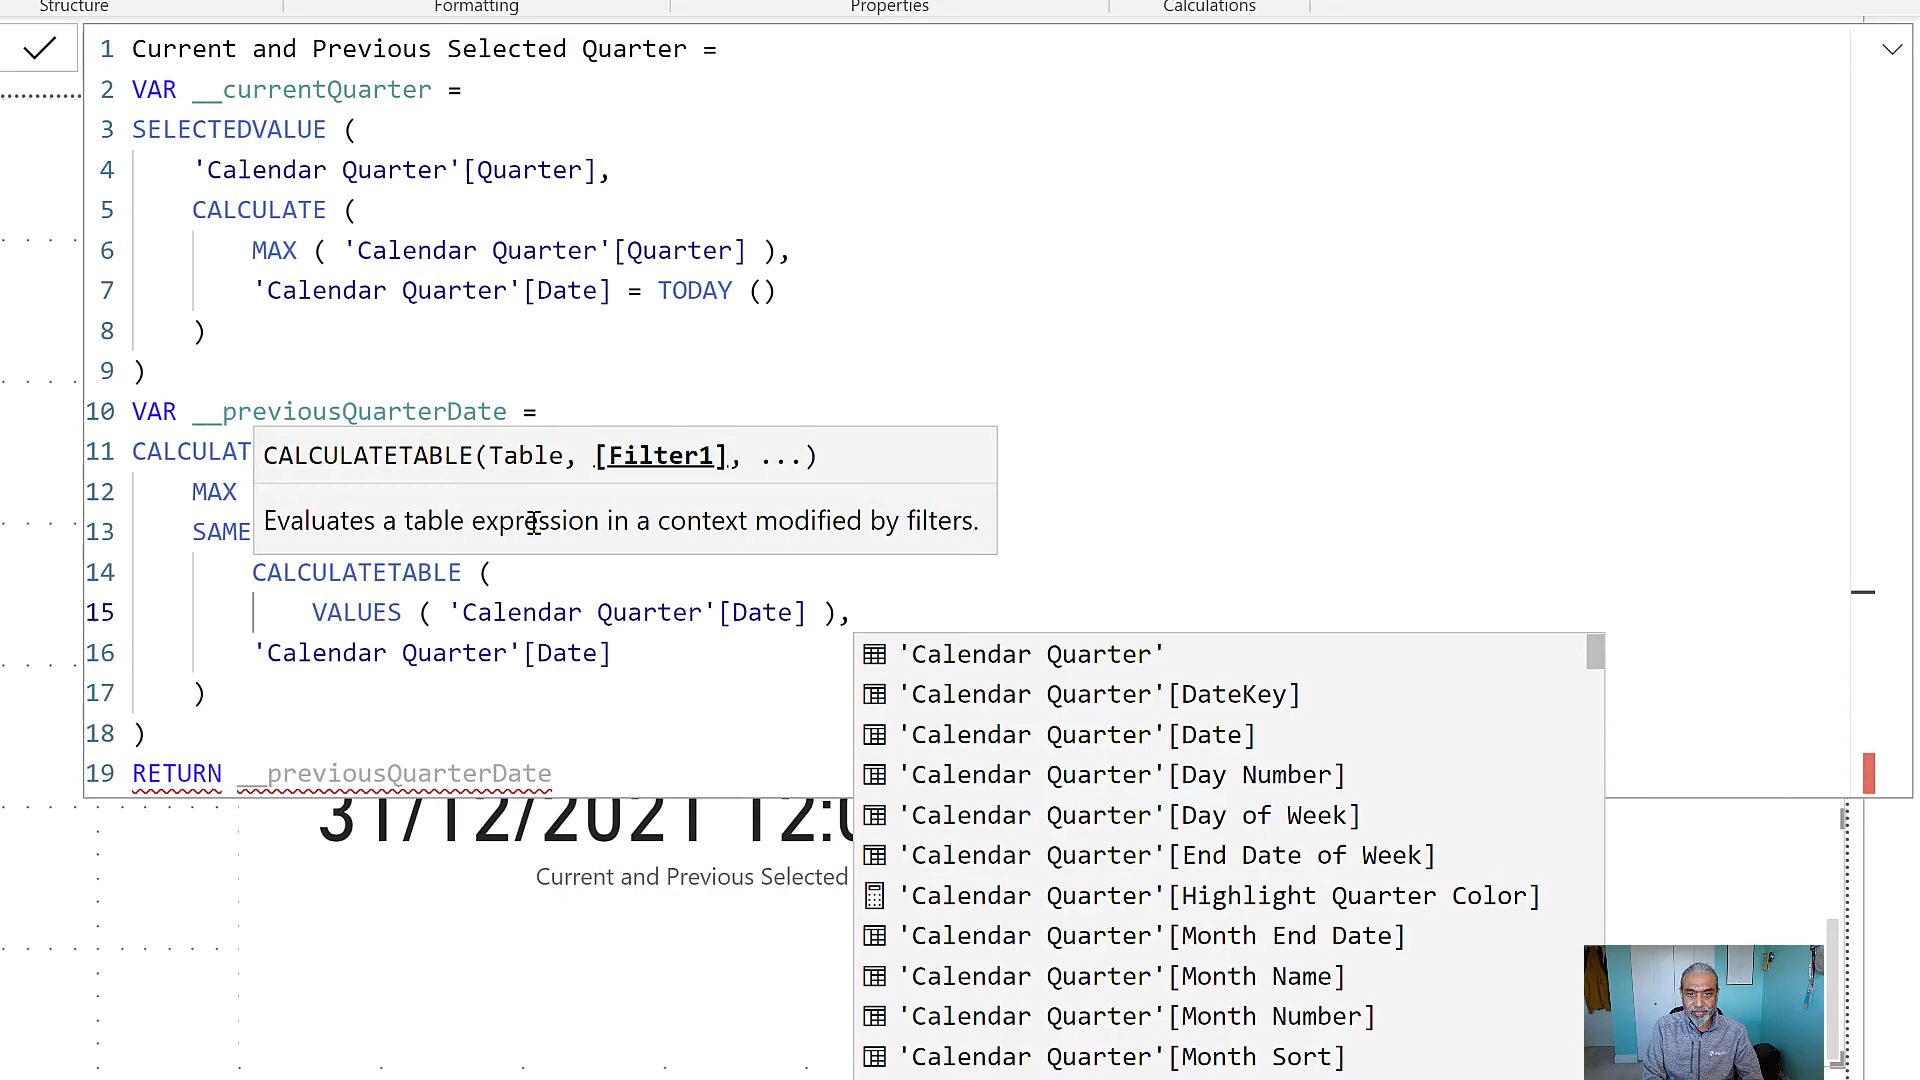 Structure Formatting Properties Calculations
1 Current and Previous Selected Quarter =
2 VAR __currentQuarter =
3 SELECTEDVALUE (
4 'Calendar Quarter'[Quarter],
5 CALCULATE (
6 MAX ( 'Calendar Quarter'[Quarter] ),
7 'Calendar Quarter'[Date] = TODAY ()
8 )
9 )
10 VAR __previousQuarterDate =
11 CALCULAT
CALCULATETABLE(Table, [Filter1], ...)
12 MAX
Evaluates a table expression in a context modified by filters.
13 SAME
14 CALCULATETABLE (
15 VALUES ( 'Calendar Quarter'[Date] ),
16 'Calendar Quarter'[Date]
17 )
18 )
19 RETURN __previousQuarterDate
'Calendar Quarter'
'Calendar Quarter'[DateKey]
'Calendar Quarter'[Date]
'Calendar Quarter'[Day Number]
'Calendar Quarter'[Day of Week]
'Calendar Quarter'[End Date of Week]
'Calendar Quarter'[Highlight Quarter Color]
'Calendar Quarter'[Month End Date]
'Calendar Quarter'[Month Name]
'Calendar Quarter'[Month Number]
'Calendar Quarter'[Month Sort]
31/12/2021 12:0
Current and Previous Selected